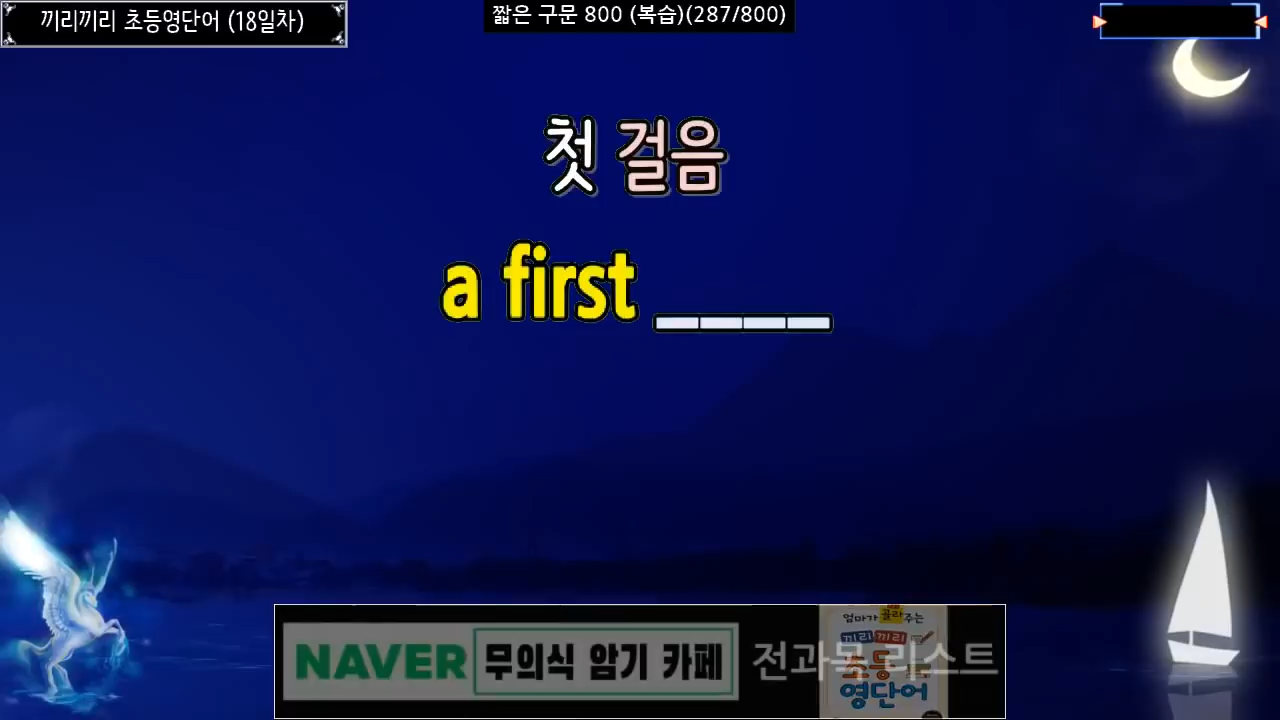 끼리끼리 초등영단어 (18일차)
짧은 구문 800 (복습)(287/800)
첫 걸음
a first ____
NAVER 무의식 암기 카페 전과목 리스트
엄마가 골라주는
끼리끼리
초등
영단어